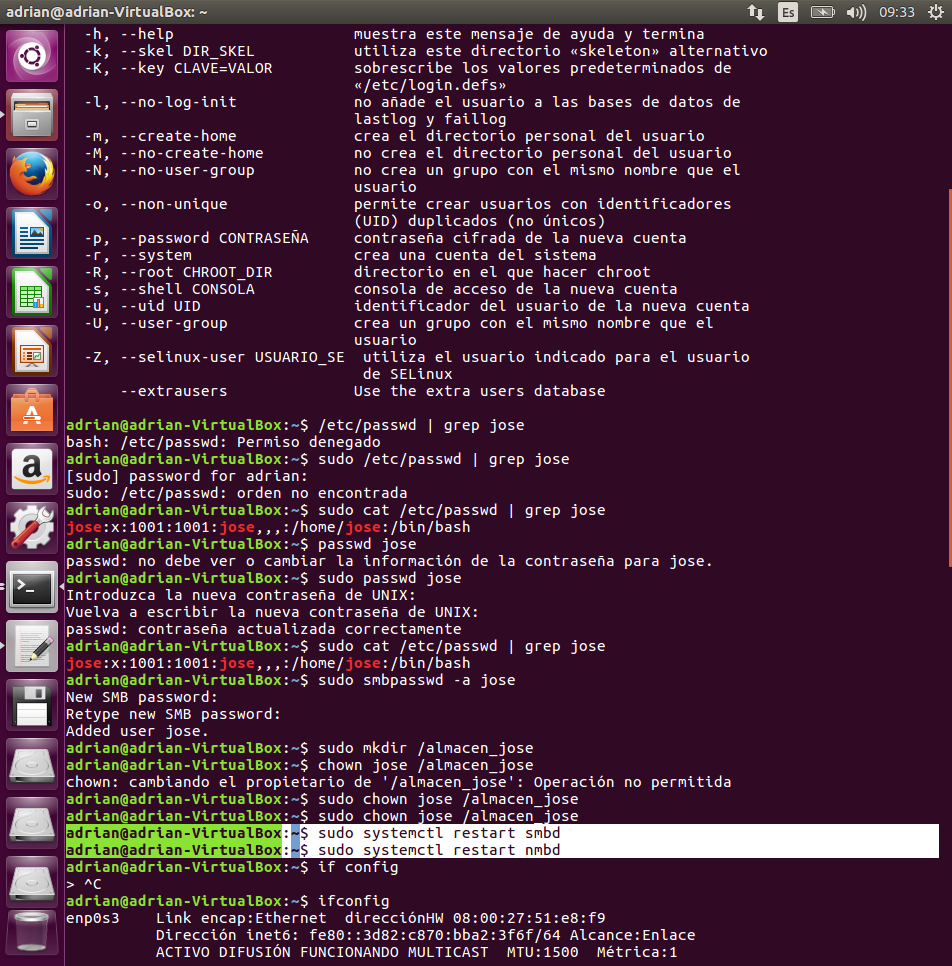 adrian@adrian-VirtualBox: ~ Es 09:33
-h, --help muestra este mensaje de ayuda y termina
-k, --skel DIR_SKEL utiliza este directorio «skeleton» alternativo
-K, --key CLAVE=VALOR sobrescribe los valores predeterminados de
«/etc/login.defs»
-l, --no-log-init no añade el usuario a las bases de datos de
lastlog y faillog
-m, --create-home crea el directorio personal del usuario
-M, --no-create-home no crea el directorio personal del usuario
-N, --no-user-group no crea un grupo con el mismo nombre que el
usuario
-o, --non-unique permite crear usuarios con identificadores
(UID) duplicados (no únicos)
-p, --password CONTRASEÑA contraseña cifrada de la nueva cuenta
-r, --system crea una cuenta del sistema
-R, --root CHROOT_DIR directorio en el que hacer chroot
-s, --shell CONSOLA consola de acceso de la nueva cuenta
-u, --uid UID identificador del usuario de la nueva cuenta
-U, --user-group crea un grupo con el mismo nombre que el
usuario
-Z, --selinux-user USUARIO_SE utiliza el usuario indicado para el usuario
de SELinux
--extrausers Use the extra users database
adrian@adrian-VirtualBox:~$ /etc/passwd | grep jose
bash: /etc/passwd: Permiso denegado
adrian@adrian-VirtualBox:~$ sudo /etc/passwd | grep jose
[sudo] password for adrian:
sudo: /etc/passwd: orden no encontrada
adrian@adrian-VirtualBox:~$ sudo cat /etc/passwd | grep jose
jose:x:1001:1001:jose,,,:/home/jose:/bin/bash
adrian@adrian-VirtualBox:~$ passwd jose
passwd: no debe ver o cambiar la información de la contraseña para jose.
adrian@adrian-VirtualBox:~$ sudo passwd jose
Introduzca la nueva contraseña de UNIX:
Vuelva a escribir la nueva contraseña de UNIX:
passwd: contraseña actualizada correctamente
adrian@adrian-VirtualBox:~$ sudo cat /etc/passwd | grep jose
jose:x:1001:1001:jose,,,:/home/jose:/bin/bash
adrian@adrian-VirtualBox:~$ sudo smbpasswd -a jose
New SMB password:
Retype new SMB password:
Added user jose.
adrian@adrian-VirtualBox:~$ sudo mkdir /almacen_jose
adrian@adrian-VirtualBox:~$ chown jose /almacen_jose
chown: cambiando el propietario de '/almacen_jose': Operación no permitida
adrian@adrian-VirtualBox:~$ sudo chown jose /almacen_jose
adrian@adrian-VirtualBox:~$ sudo chown jose /almacen_jose
adrian@adrian-VirtualBox:~$ sudo systemctl restart smbd
adrian@adrian-VirtualBox:~$ sudo systemctl restart nmbd
adrian@adrian-VirtualBox:~$ if config
> ^C
adrian@adrian-VirtualBox:~$ ifconfig
enp0s3 Link encap:Ethernet direcciónHW 08:00:27:51:e8:f9
Dirección inet6: fe80::3d82:c870:bba2:3f6f/64 Alcance:Enlace
ACTIVO DIFUSIÓN FUNCIONANDO MULTICAST MTU:1500 Métrica:1